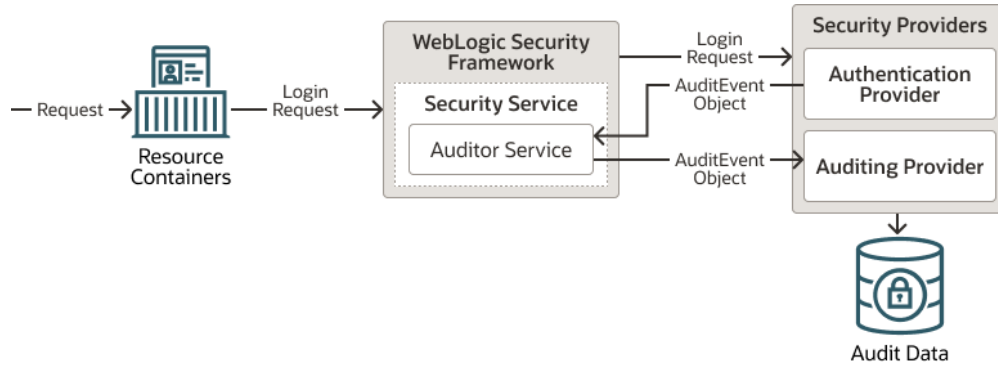 Request
Resource
Containers
Login
Request
WebLogic Security
Framework
Security Service
Auditor Service
Login
Request
AuditEvent
Object
AuditEvent
Object
Security Providers
Authentication
Provider
Auditing Provider
Audit Data